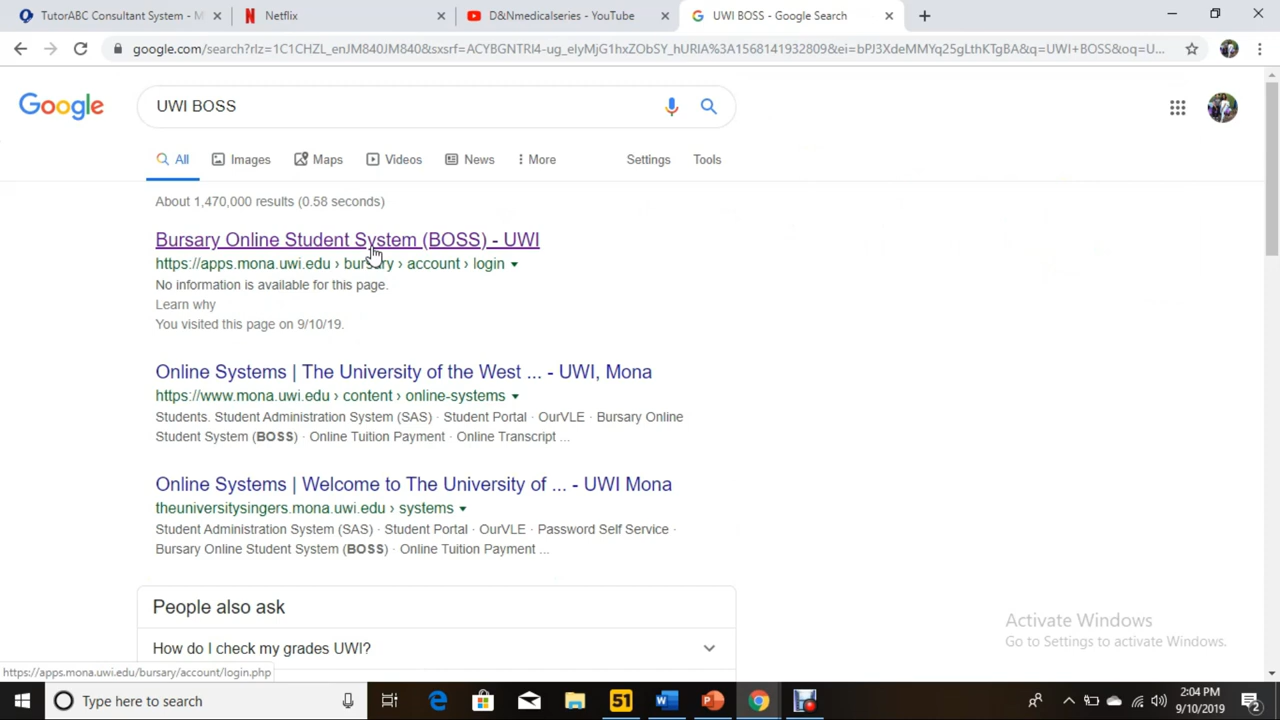 TutorABC Consultant System - M
Netflix
D&Nmedicalseries - YouTube
UWI BOSS - Google Search
google.com/search?rlz=1C1CHZL_enJM840JM840&sxsrf=ACYBGNTRI4-ug_elyMjG1hxZObSY_hURIA%3A1568141932809&ei=bPJ3XdeMMYq25gLthKTgBA&q=UWI+BOSS&oq=U...
Google
UWI BOSS
All
Images
Maps
Videos
News
More
Settings
Tools
About 1,470,000 results (0.58 seconds)
Bursary Online Student System (BOSS) - UWI
https://apps.mona.uwi.edu › bursary › account › login
No information is available for this page.
Learn why
You visited this page on 9/10/19.
Online Systems | The University of the West ... - UWI, Mona
https://www.mona.uwi.edu › content › online-systems
Students. Student Administration System (SAS) · Student Portal · OurVLE · Bursary Online
Student System (BOSS) · Online Tuition Payment · Online Transcript ...
Online Systems | Welcome to The University of ... - UWI Mona
theuniversitysingers.mona.uwi.edu › systems
Student Administration System (SAS) · Student Portal · OurVLE · Password Self Service ·
Bursary Online Student System (BOSS) · Online Tuition Payment ...
People also ask
How do I check my grades UWI?
Activate Windows
Go to Settings to activate Windows.
https://apps.mona.uwi.edu/bursary/account/login.php
Type here to search
51
2:04 PM
9/10/2019
2